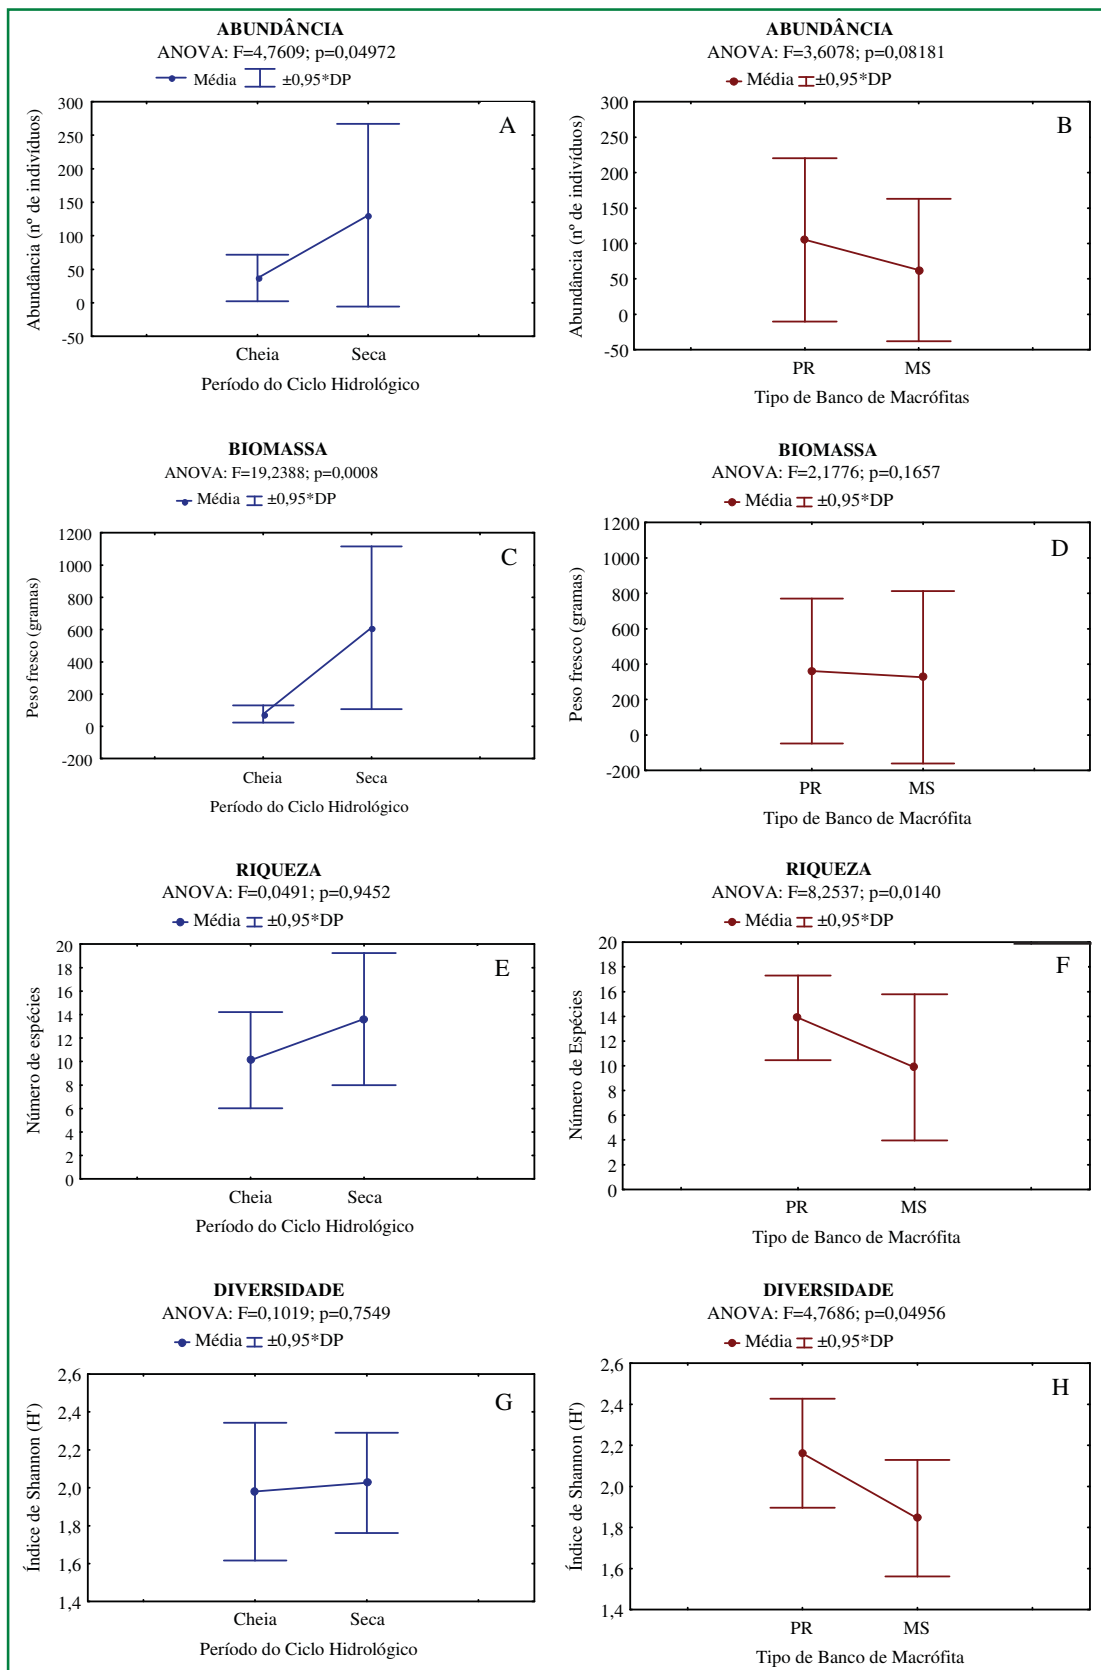 ABUNDÂNCIA
ANOVA: F=4,7609; p=0,04972
Média ±0,95*DP
A
Abundância (nº de indivíduos)
300
250
200
150
100
50
0
-50
Cheia Seca
Período do Ciclo Hidrológico
ABUNDÂNCIA
ANOVA: F=3,6078; p=0,08181
Média ±0,95*DP
B
Abundância (nº de indivíduos)
300
250
200
150
100
50
0
-50
PR MS
Tipo de Banco de Macrófitas
BIOMASSA
ANOVA: F=19,2388; p=0,0008
Média ±0,95*DP
C
Peso fresco (gramas)
1200
1000
800
600
400
200
0
-200
Cheia Seca
Período do Ciclo Hidrológico
BIOMASSA
ANOVA: F=2,1776; p=0,1657
Média ±0,95*DP
D
Peso fresco (gramas)
1200
1000
800
600
400
200
0
-200
PR MS
Tipo de Banco de Macrófita
RIQUEZA
ANOVA: F=0,0491; p=0,9452
Média ±0,95*DP
E
Número de espécies
20
18
16
14
12
10
8
6
4
2
0
Cheia Seca
Período do Ciclo Hidrológico
RIQUEZA
ANOVA: F=8,2537; p=0,0140
Média ±0,95*DP
F
Número de Espécies
20
18
16
14
12
10
8
6
4
2
0
PR MS
Tipo de Banco de Macrófita
DIVERSIDADE
ANOVA: F=0,1019; p=0,7549
Média ±0,95*DP
G
Índice de Shannon (H')
2,6
2,4
2,2
2,0
1,8
1,6
1,4
Cheia Seca
Período do Ciclo Hidrológico
DIVERSIDADE
ANOVA: F=4,7686; p=0,04956
Média ±0,95*DP
H
Índice de Shannon (H')
2,6
2,4
2,2
2,0
1,8
1,6
1,4
PR MS
Tipo de Banco de Macrófita